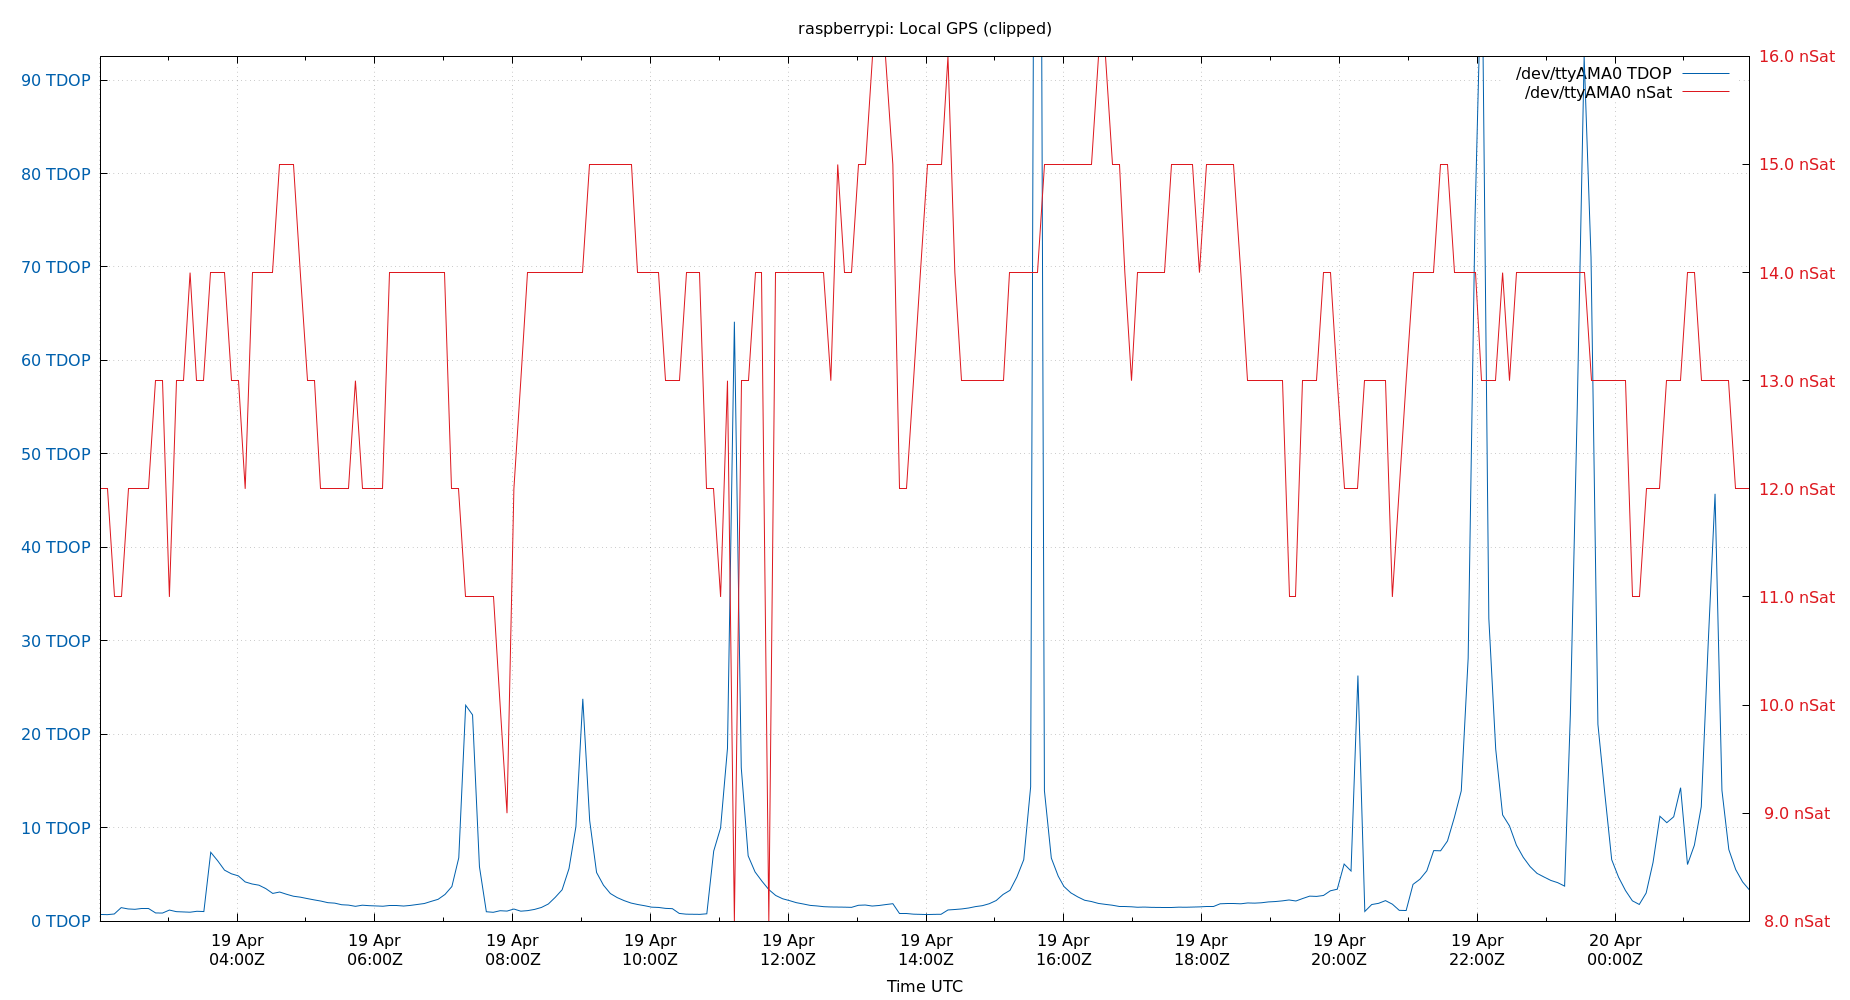 raspberrypi: Local GPS (clipped)
/dev/ttyAMA0 TDOP
/dev/ttyAMA0 nSat
90 TDOP
80 TDOP
70 TDOP
60 TDOP
50 TDOP
40 TDOP
30 TDOP
20 TDOP
10 TDOP
0 TDOP
16.0 nSat
15.0 nSat
14.0 nSat
13.0 nSat
12.0 nSat
11.0 nSat
10.0 nSat
9.0 nSat
8.0 nSat
19 Apr
04:00Z
19 Apr
06:00Z
19 Apr
08:00Z
19 Apr
10:00Z
19 Apr
12:00Z
19 Apr
14:00Z
19 Apr
16:00Z
19 Apr
18:00Z
19 Apr
20:00Z
19 Apr
22:00Z
20 Apr
00:00Z
Time UTC